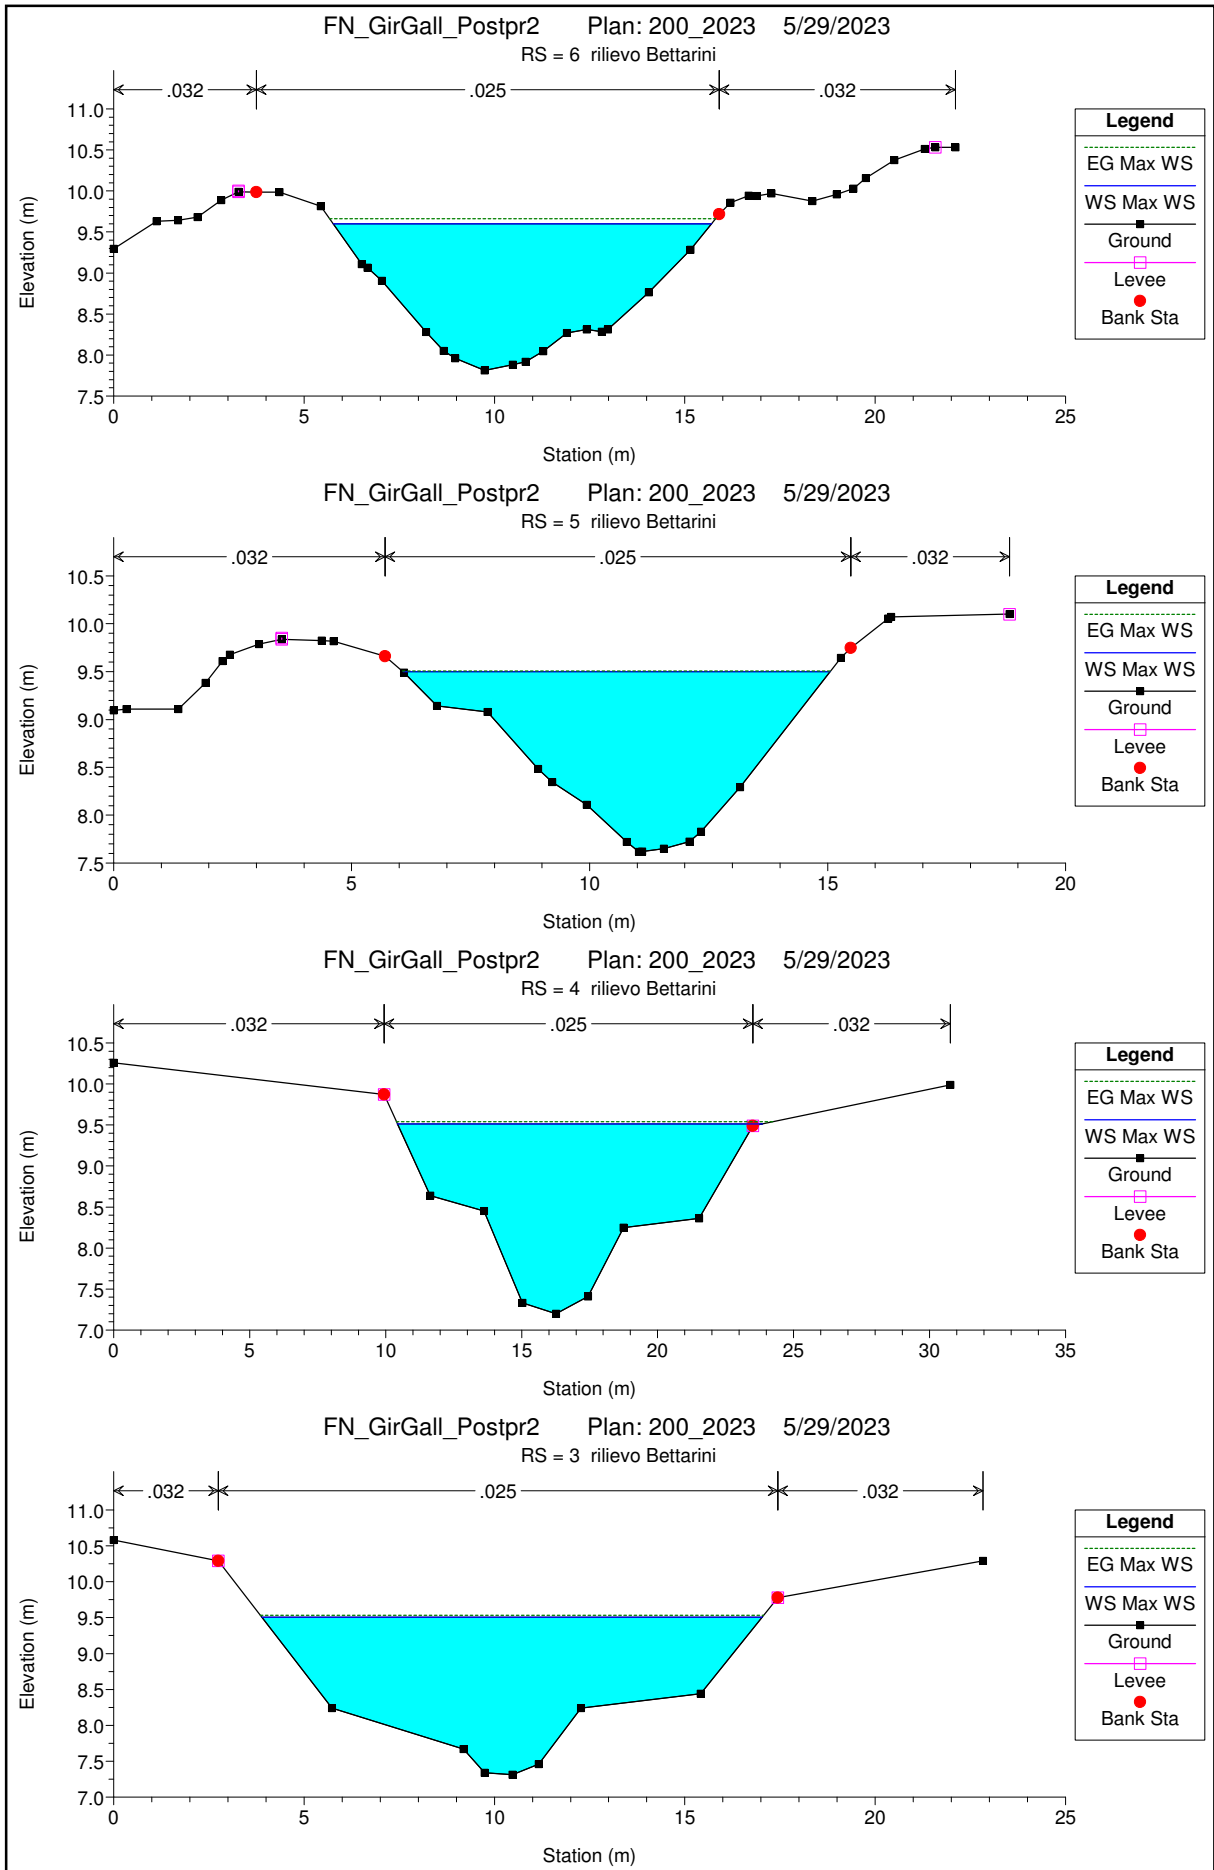 FN_GirGall_Postpr2 Plan: 200_2023 5/29/2023
RS = 6 rilievo Bettarini
.032 .025 .032
11.0
10.5
10.0
9.5
9.0
8.5
8.0
7.5
Elevation (m)
0 5 10 15 20 25
Station (m)
Legend
EG Max WS
WS Max WS
Ground
Levee
Bank Sta
FN_GirGall_Postpr2 Plan: 200_2023 5/29/2023
RS = 5 rilievo Bettarini
.032 .025 .032
10.5
10.0
9.5
9.0
8.5
8.0
7.5
Elevation (m)
0 5 10 15 20
Station (m)
Legend
EG Max WS
WS Max WS
Ground
Levee
Bank Sta
FN_GirGall_Postpr2 Plan: 200_2023 5/29/2023
RS = 4 rilievo Bettarini
.032 .025 .032
10.5
10.0
9.5
9.0
8.5
8.0
7.5
7.0
Elevation (m)
0 5 10 15 20 25 30 35
Station (m)
Legend
EG Max WS
WS Max WS
Ground
Levee
Bank Sta
FN_GirGall_Postpr2 Plan: 200_2023 5/29/2023
RS = 3 rilievo Bettarini
.032 .025 .032
11.0
10.5
10.0
9.5
9.0
8.5
8.0
7.5
7.0
Elevation (m)
0 5 10 15 20 25
Station (m)
Legend
EG Max WS
WS Max WS
Ground
Levee
Bank Sta